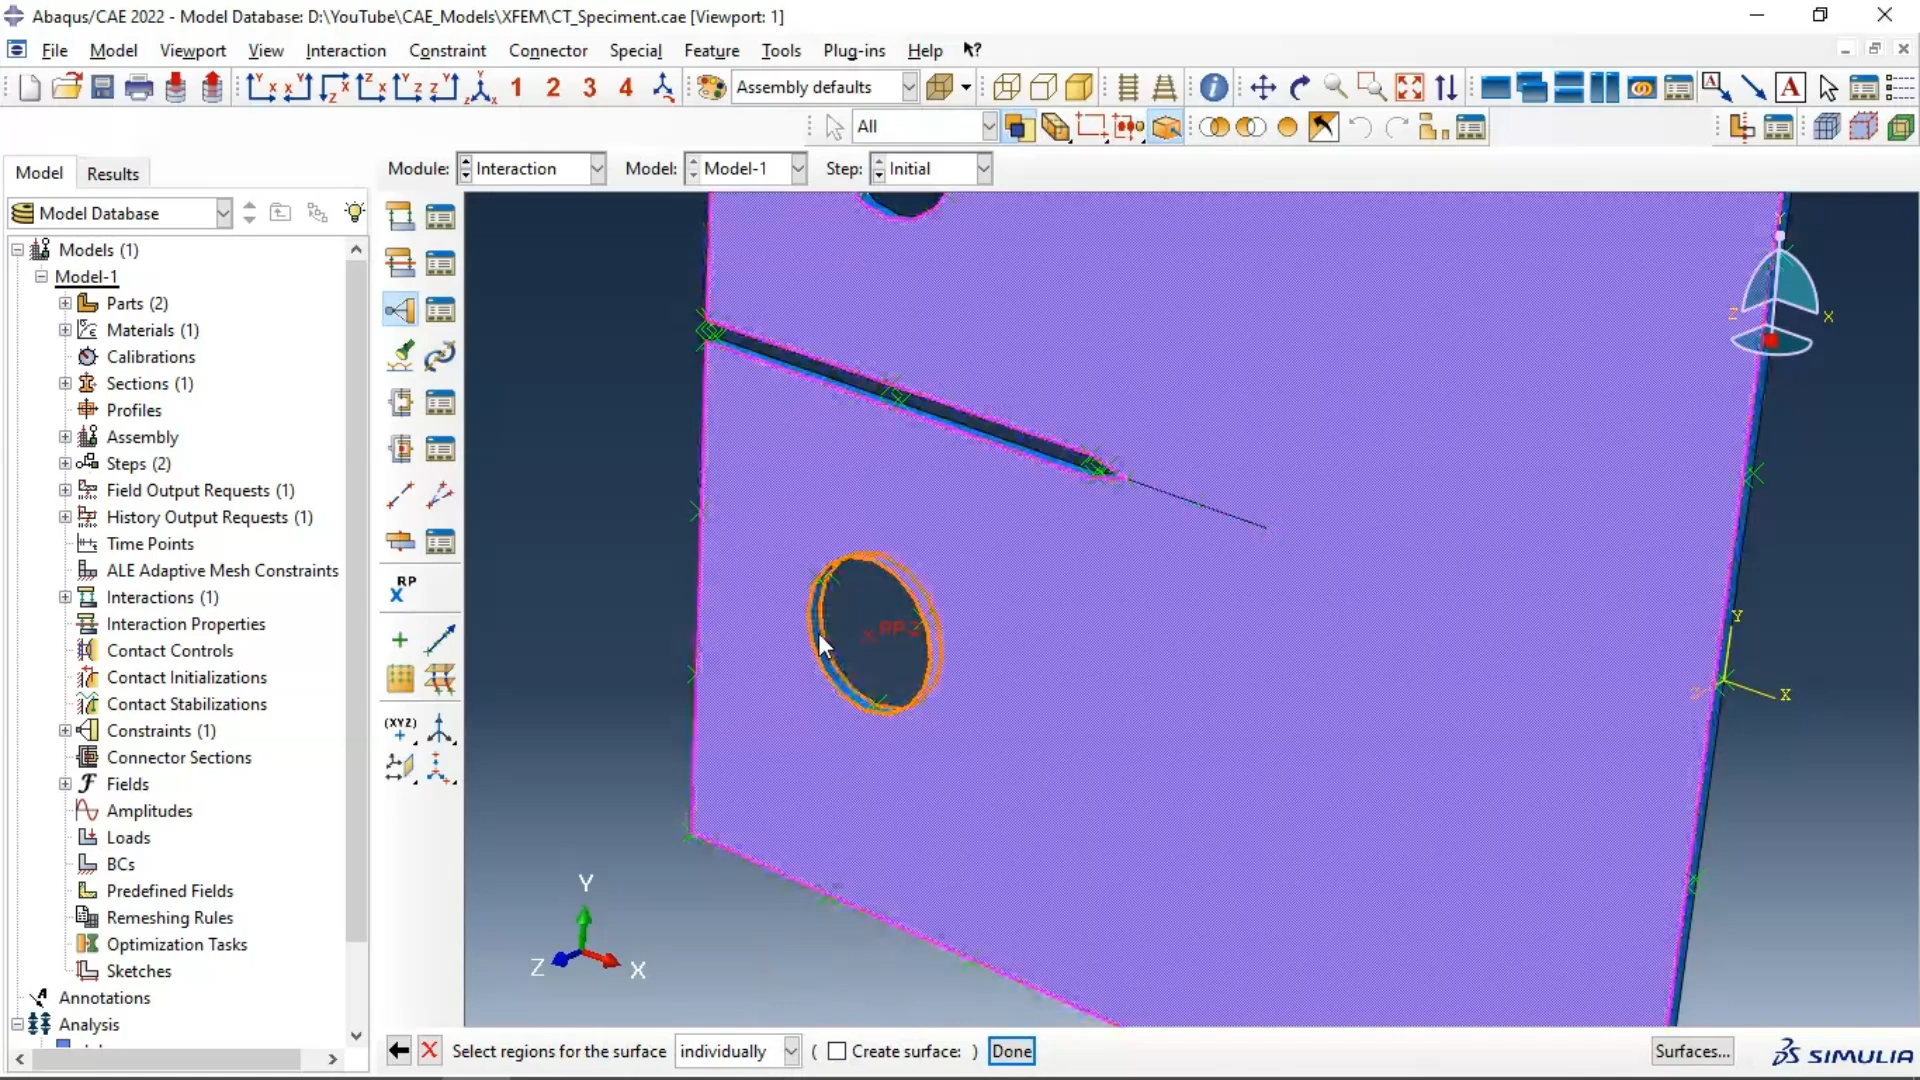 Abaqus/CAE 2022 - Model Database: D:\YouTube\CAE_Models\XFEM\CT_Speciment.cae [Viewport: 1]
File Model Viewport View Interaction Constraint Connector Special Feature Tools Plug-ins Help
1 2 3 4 Assembly defaults
All
Model Results Module: Interaction Model: Model-1 Step: Initial
Model Database
Models (1)
Model-1
Parts (2)
Materials (1)
Calibrations
Sections (1)
Profiles
Assembly
Steps (2)
Field Output Requests (1)
History Output Requests (1)
Time Points
ALE Adaptive Mesh Constraints
Interactions (1)
Interaction Properties
Contact Controls
Contact Initializations
Contact Stabilizations
Constraints (1)
Connector Sections
Fields
Amplitudes
Loads
BCs
Predefined Fields
Remeshing Rules
Optimization Tasks
Sketches
Annotations
Analysis
RP
(XYZ)
Y
Z X
RP-2
Y
Z X
Y
Z X
Select regions for the surface individually ( Create surface: ) Done Surfaces... SIMULIA